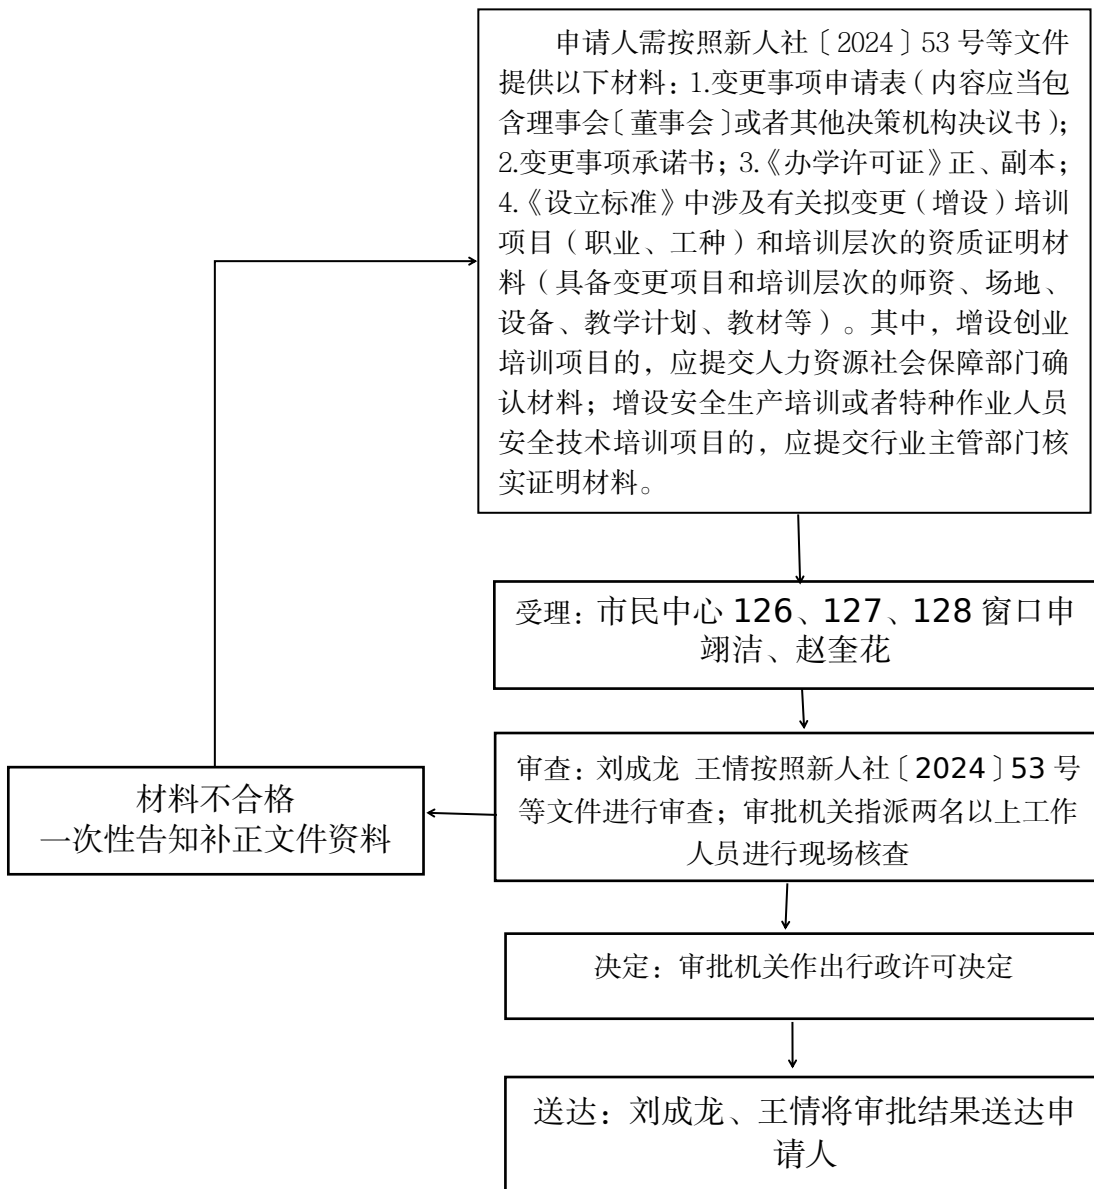 申请人需按照新人社〔2024〕53号等文件
提供以下材料：1.变更事项申请表（内容应当包
含理事会〔董事会〕或者其他决策机构决议书）；
2.变更事项承诺书；3.《办学许可证》正、副本；
4.《设立标准》中涉及有关拟变更（增设）培训
项目（职业、工种）和培训层次的资质证明材
料（具备变更项目和培训层次的师资、场地、
设备、教学计划、教材等）。其中，增设创业
培训项目的，应提交人力资源社会保障部门确
认材料；增设安全生产培训或者特种作业人员
安全技术培训项目的，应提交行业主管部门核
实证明材料。
受理：市民中心 126、127、128 窗口申
翊洁、赵奎花
审查：刘成龙 王情按照新人社〔2024〕53 号
等文件进行审查；审批机关指派两名以上工作
人员进行现场核查
材料不合格
一次性告知补正文件资料
决定：审批机关作出行政许可决定
送达：刘成龙、王情将审批结果送达申
请人